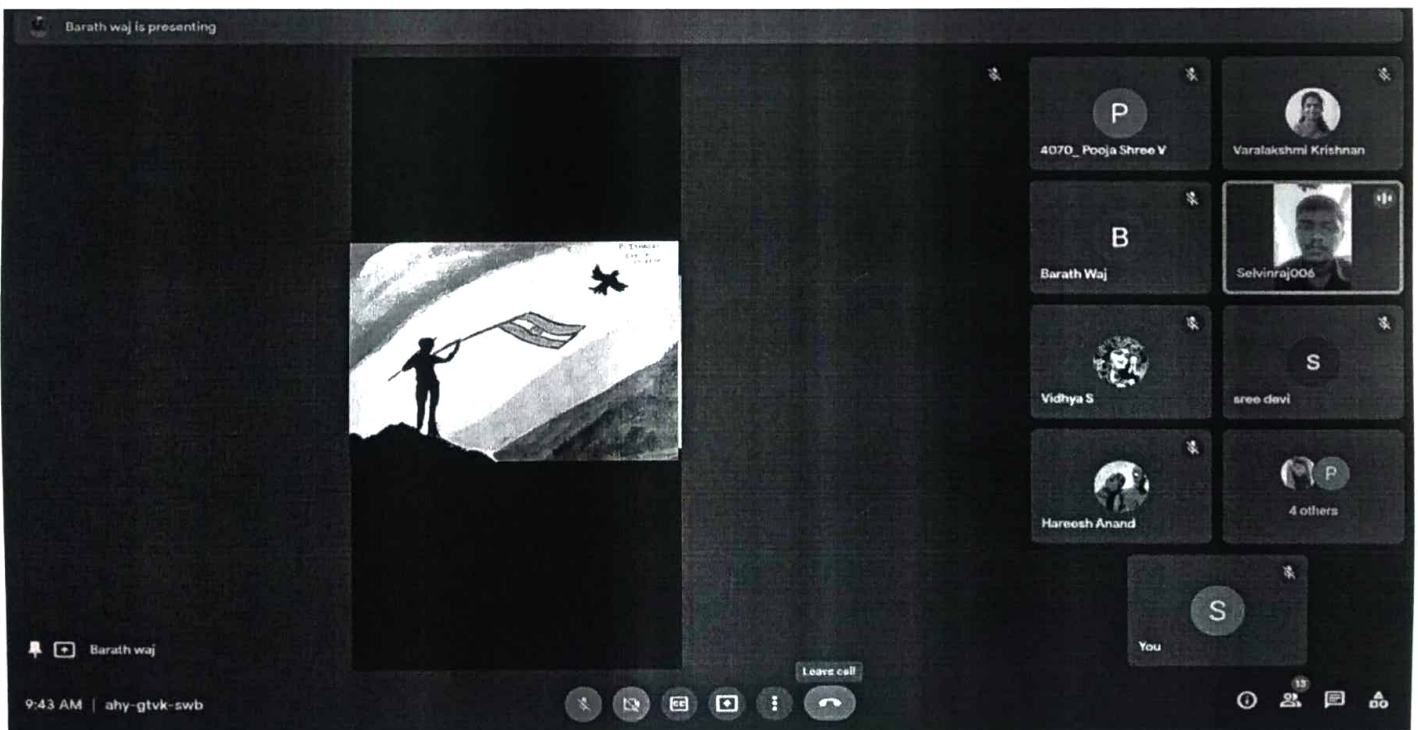 Barath waj is presenting
P
4070_ Pooja Shree V
Varalakshmi Krishnan
B
Barath Waj
Selvinraj006
Vidhya S
S
sree devi
Hareesh Anand
P
4 others
S
You
Barath waj
Leave call
9:43 AM | ahy-gtvk-swb
CC
13